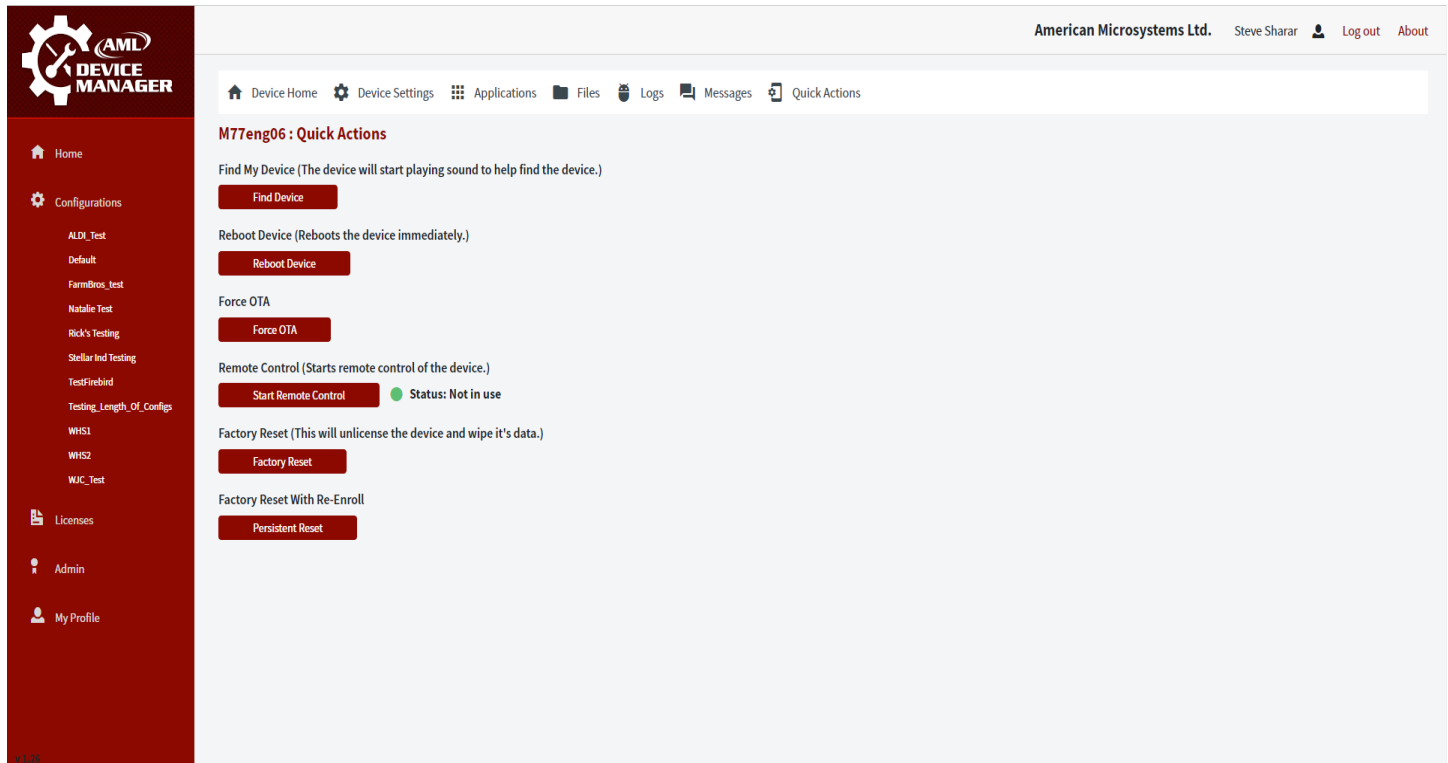 American Microsystems Ltd. Steve Sharar Log out About
AML
DEVICE
MANAGER
Device Home Device Settings Applications Files Logs Messages Quick Actions
M77eng06 : Quick Actions
Home
Find My Device (The device will start playing sound to help find the device.)
Find Device
Configurations
ALDI_Test
Reboot Device (Reboots the device immediately.)
Default
Reboot Device
FarmBros_test
Force OTA
Natalie Test
Force OTA
Rick's Testing
Stellar Ind Testing
Remote Control (Starts remote control of the device.)
TestFirebird
Start Remote Control Status: Not in use
Testing_Length_Of_Configs
WHS1
Factory Reset (This will unlicense the device and wipe it's data.)
WHS2
Factory Reset
WJC_Test
Factory Reset With Re-Enroll
Licenses
Persistent Reset
Admin
My Profile